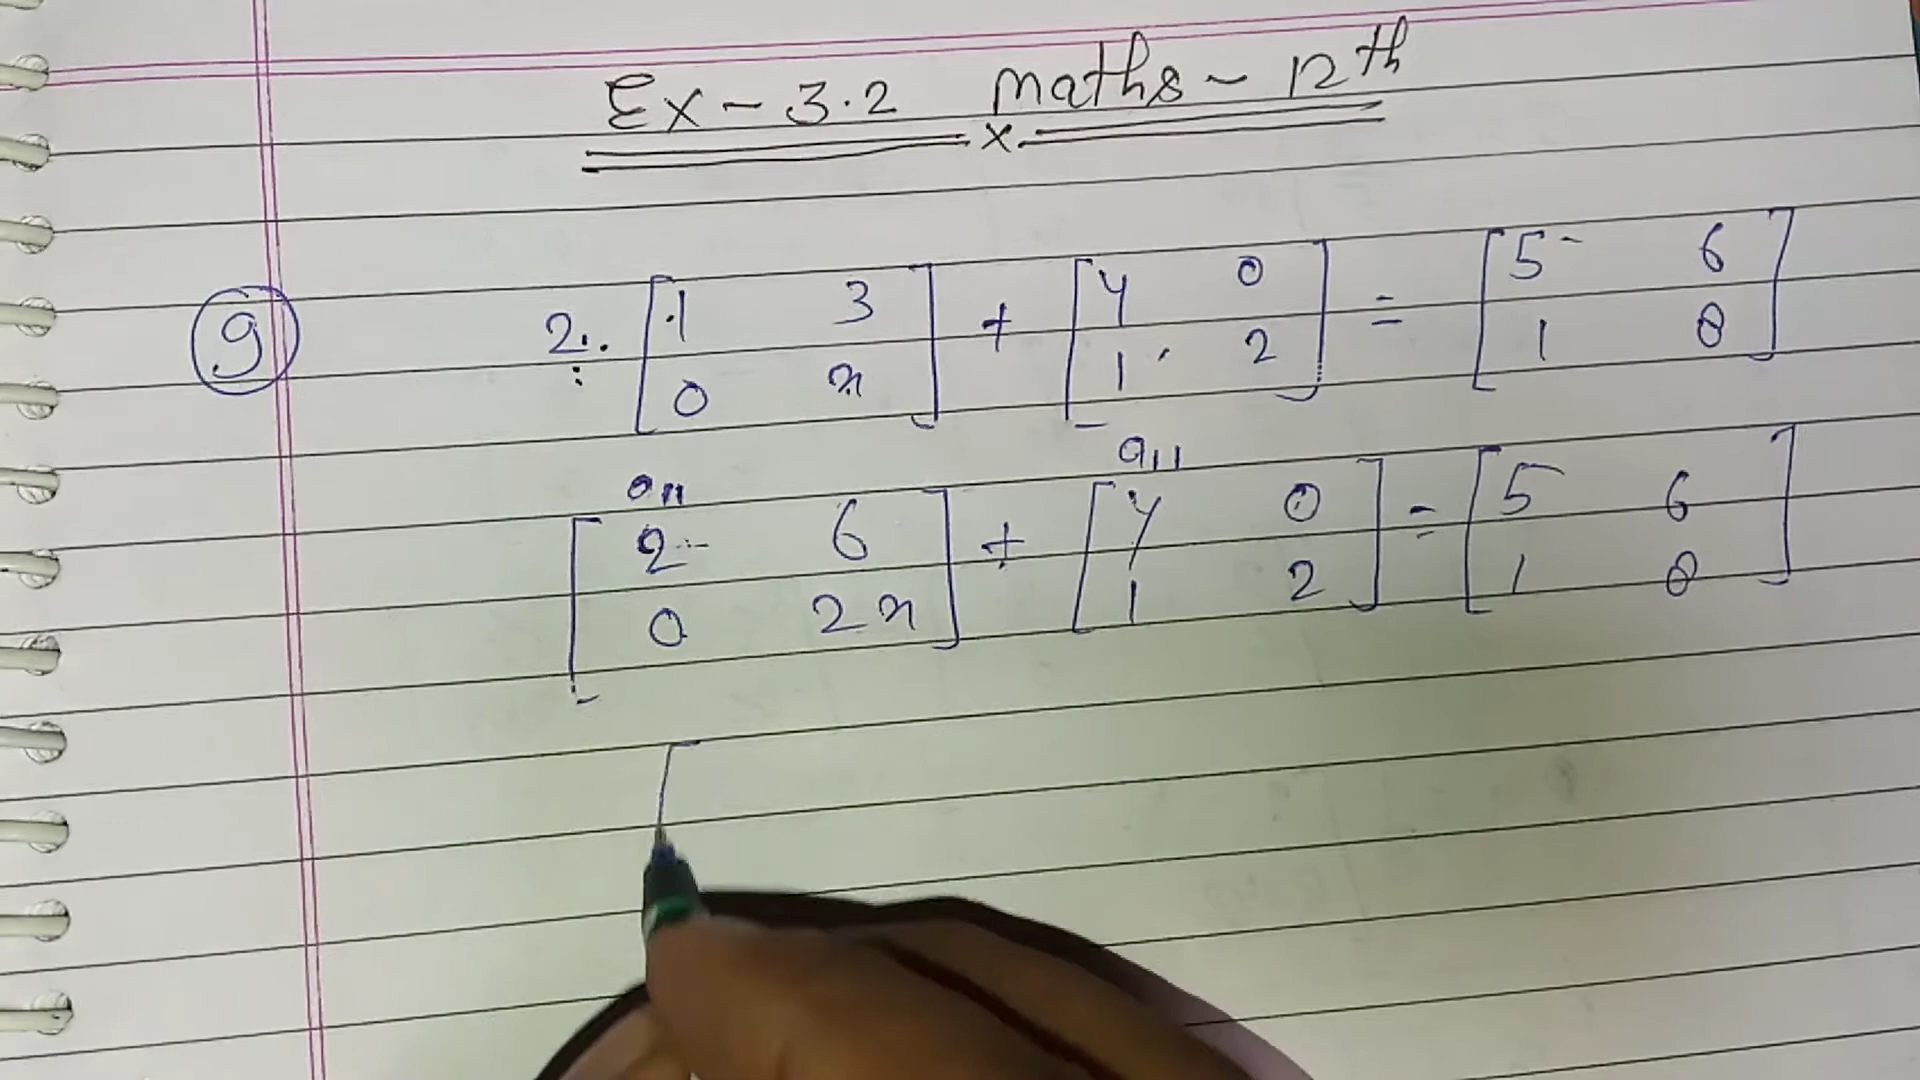 Ex - 3.2 maths - 12th
x
9 2. [1 3 + [y 0 = [5 6
0 x] 1 2] 1 8]
a11 a11
[2 6 + [y 0 = [5 6
0 2x] 1 2] 1 8]